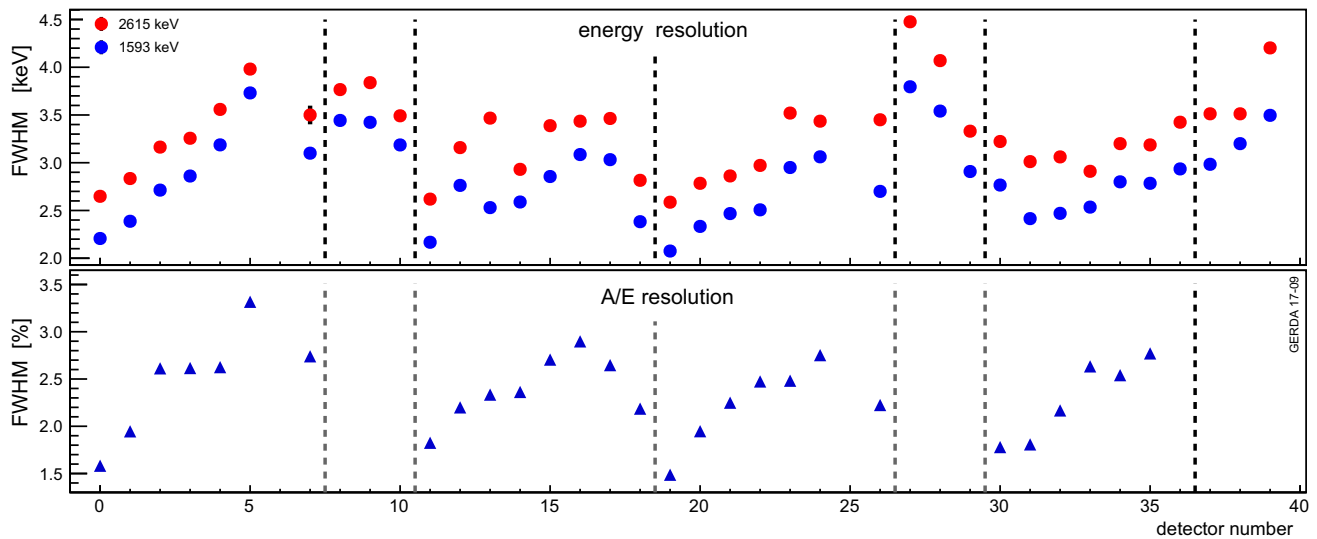 energy resolution
2615 keV
1593 keV
FWHM [keV]
4.5
4.0
3.5
3.0
2.5
2.0
A/E resolution
FWHM [%]
3.5
3.0
2.5
2.0
1.5
GERDA 17-09
0 5 10 15 20 25 30 35 40
detector number